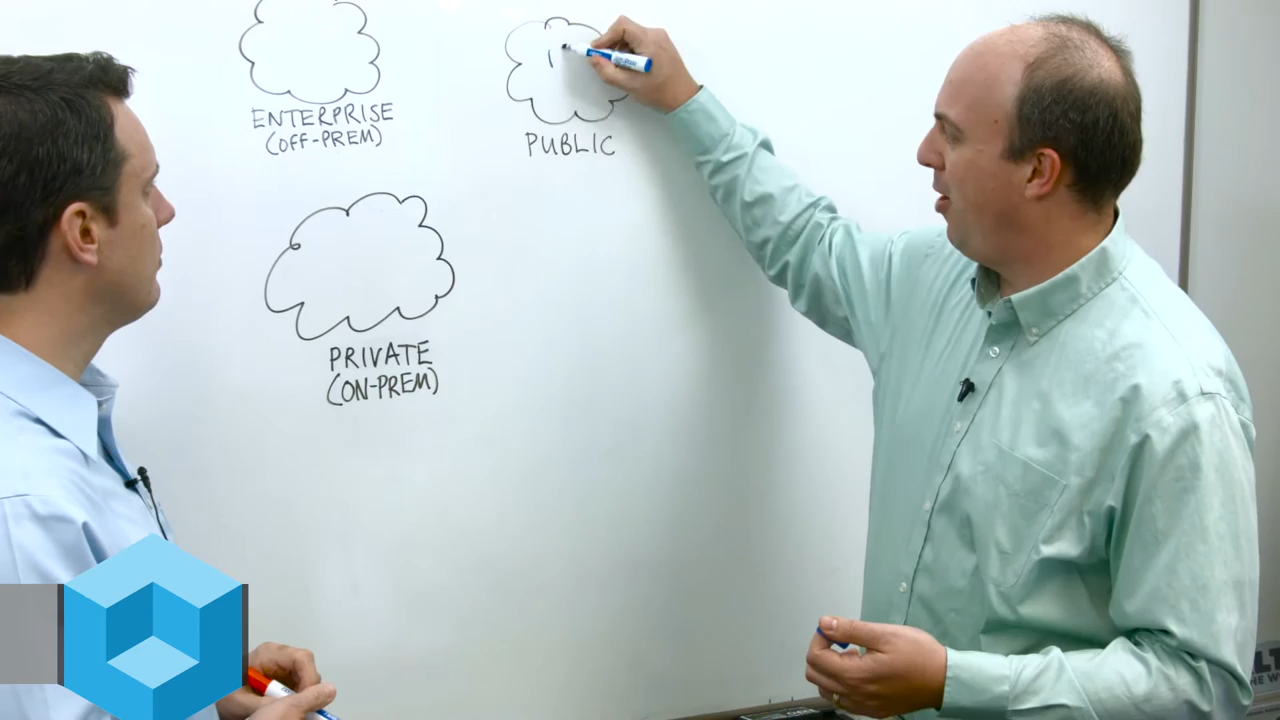 ENTERPRISE
(OFF-PREM)
PUBLIC
PRIVATE
(ON-PREM)